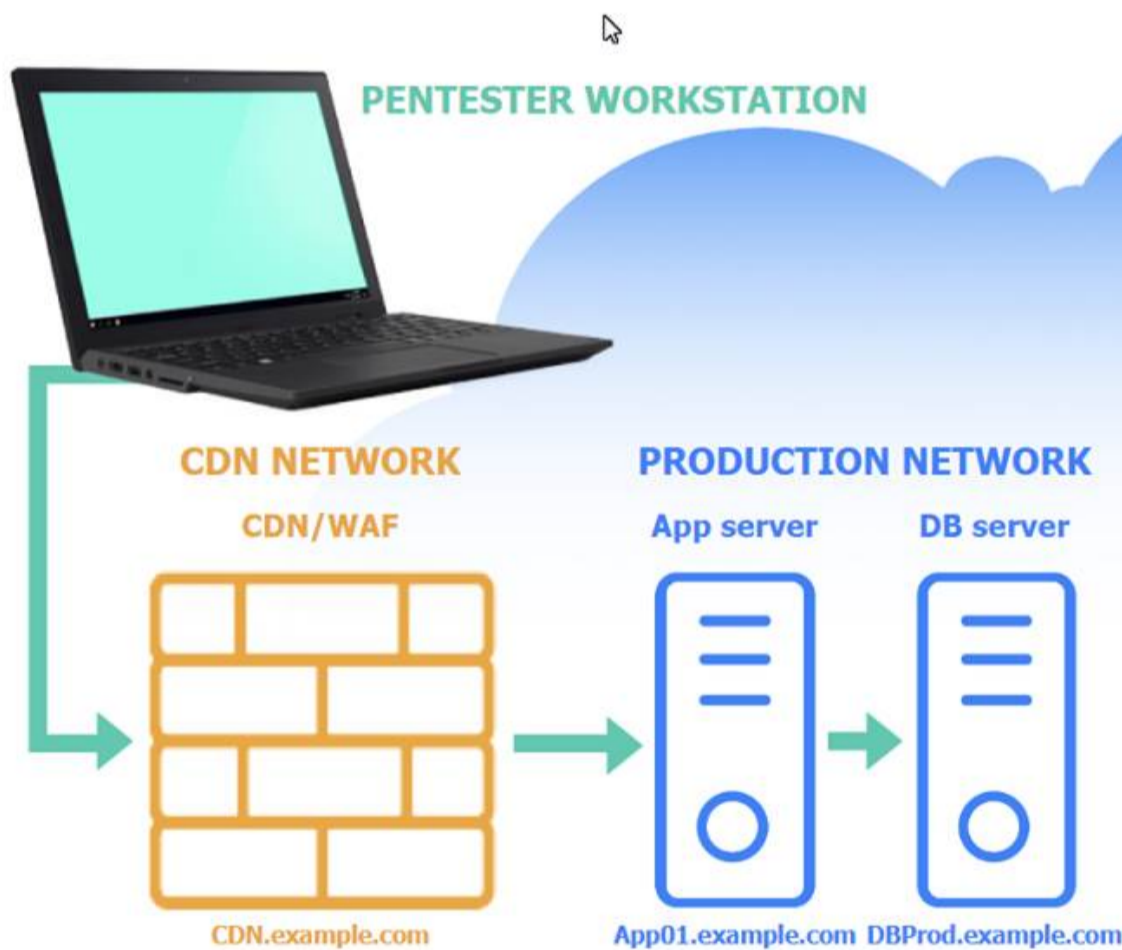 PENTESTER WORKSTATION
CDN NETWORK
PRODUCTION NETWORK
CDN/WAF
App server
DB server
CDN.example.com
App01.example.com
DBProd.example.com